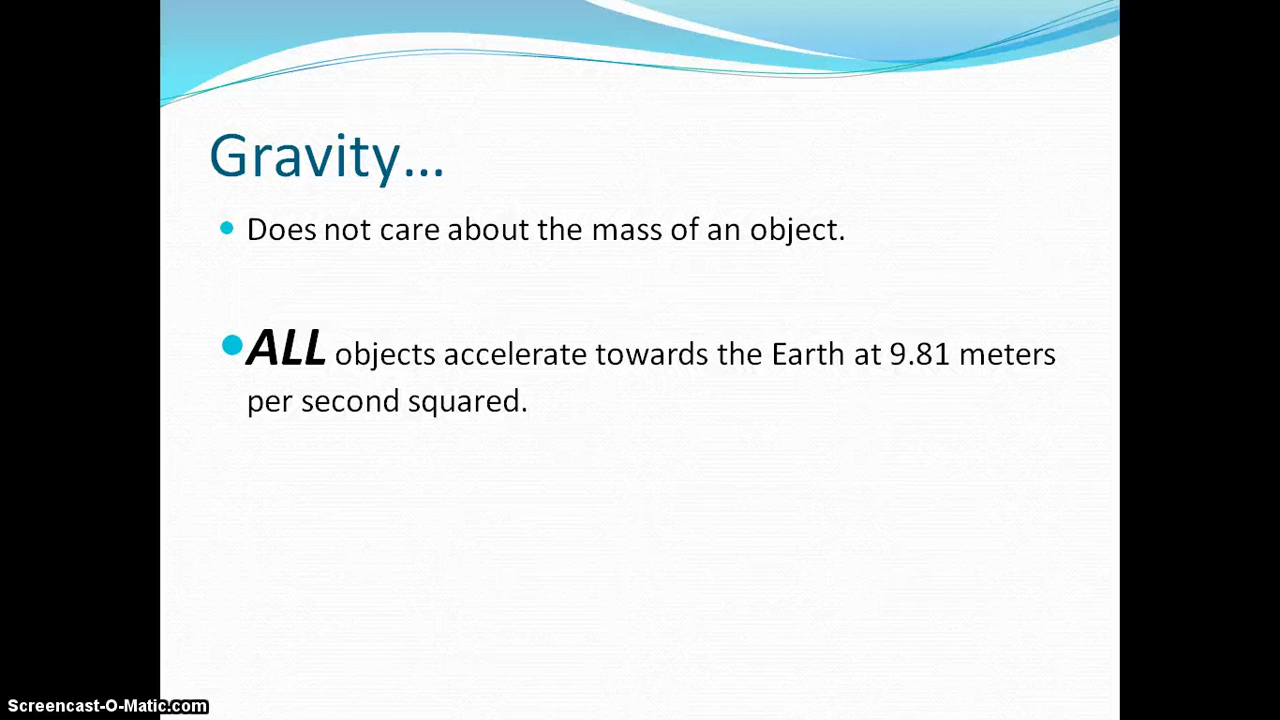 Gravity...
• Does not care about the mass of an object.
• ALL objects accelerate towards the Earth at 9.81 meters
per second squared.
Screencast-O-Matic.com